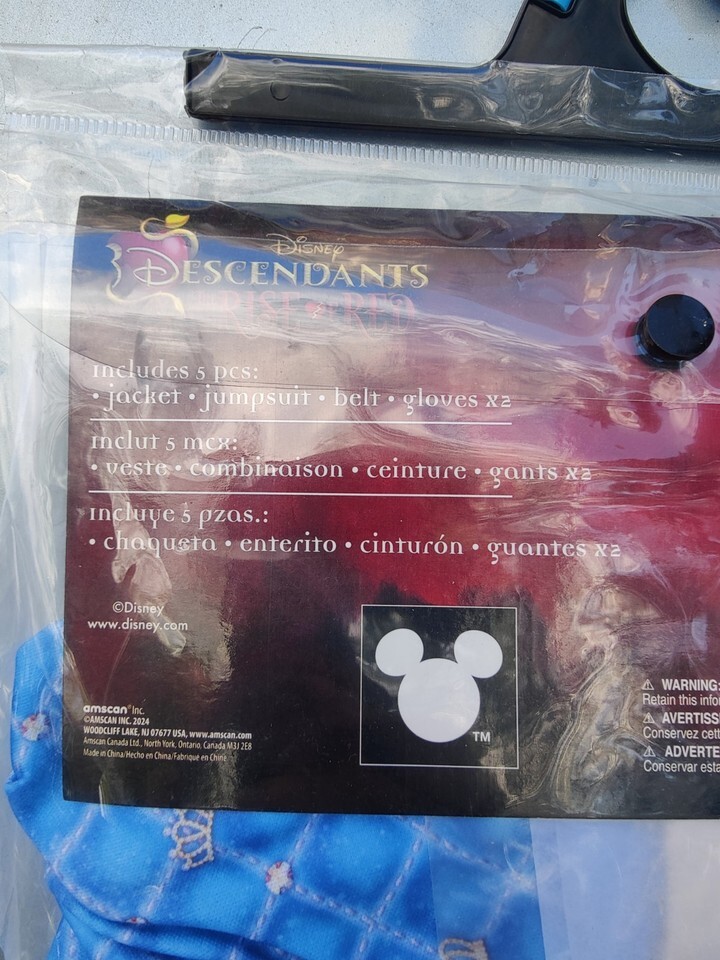 Disney
DESCENDANTS
RISE OF RED
includes 5 pcs:
• jacket • jumpsuit • belt • gloves x2
inclut 5 mcx:
• veste • combinaison • ceinture • gants x2
incluye 5 pzas.:
• chaqueta • enterito • cinturón • guantes x2
©Disney
www.disney.com
TM
amscan® Inc.
©AMSCAN INC. 2024
WOODCLIFF LAKE, NJ 07677 USA, www.amscan.com
Amscan Canada Ltd., North York, Ontario, Canada M3J 2E8
Made in China/Hecho en China/Fabriqué en Chine
⚠ WARNING:
Retain this info
⚠ AVERTISS
Conservez cett
⚠ ADVERTE
Conservar esta